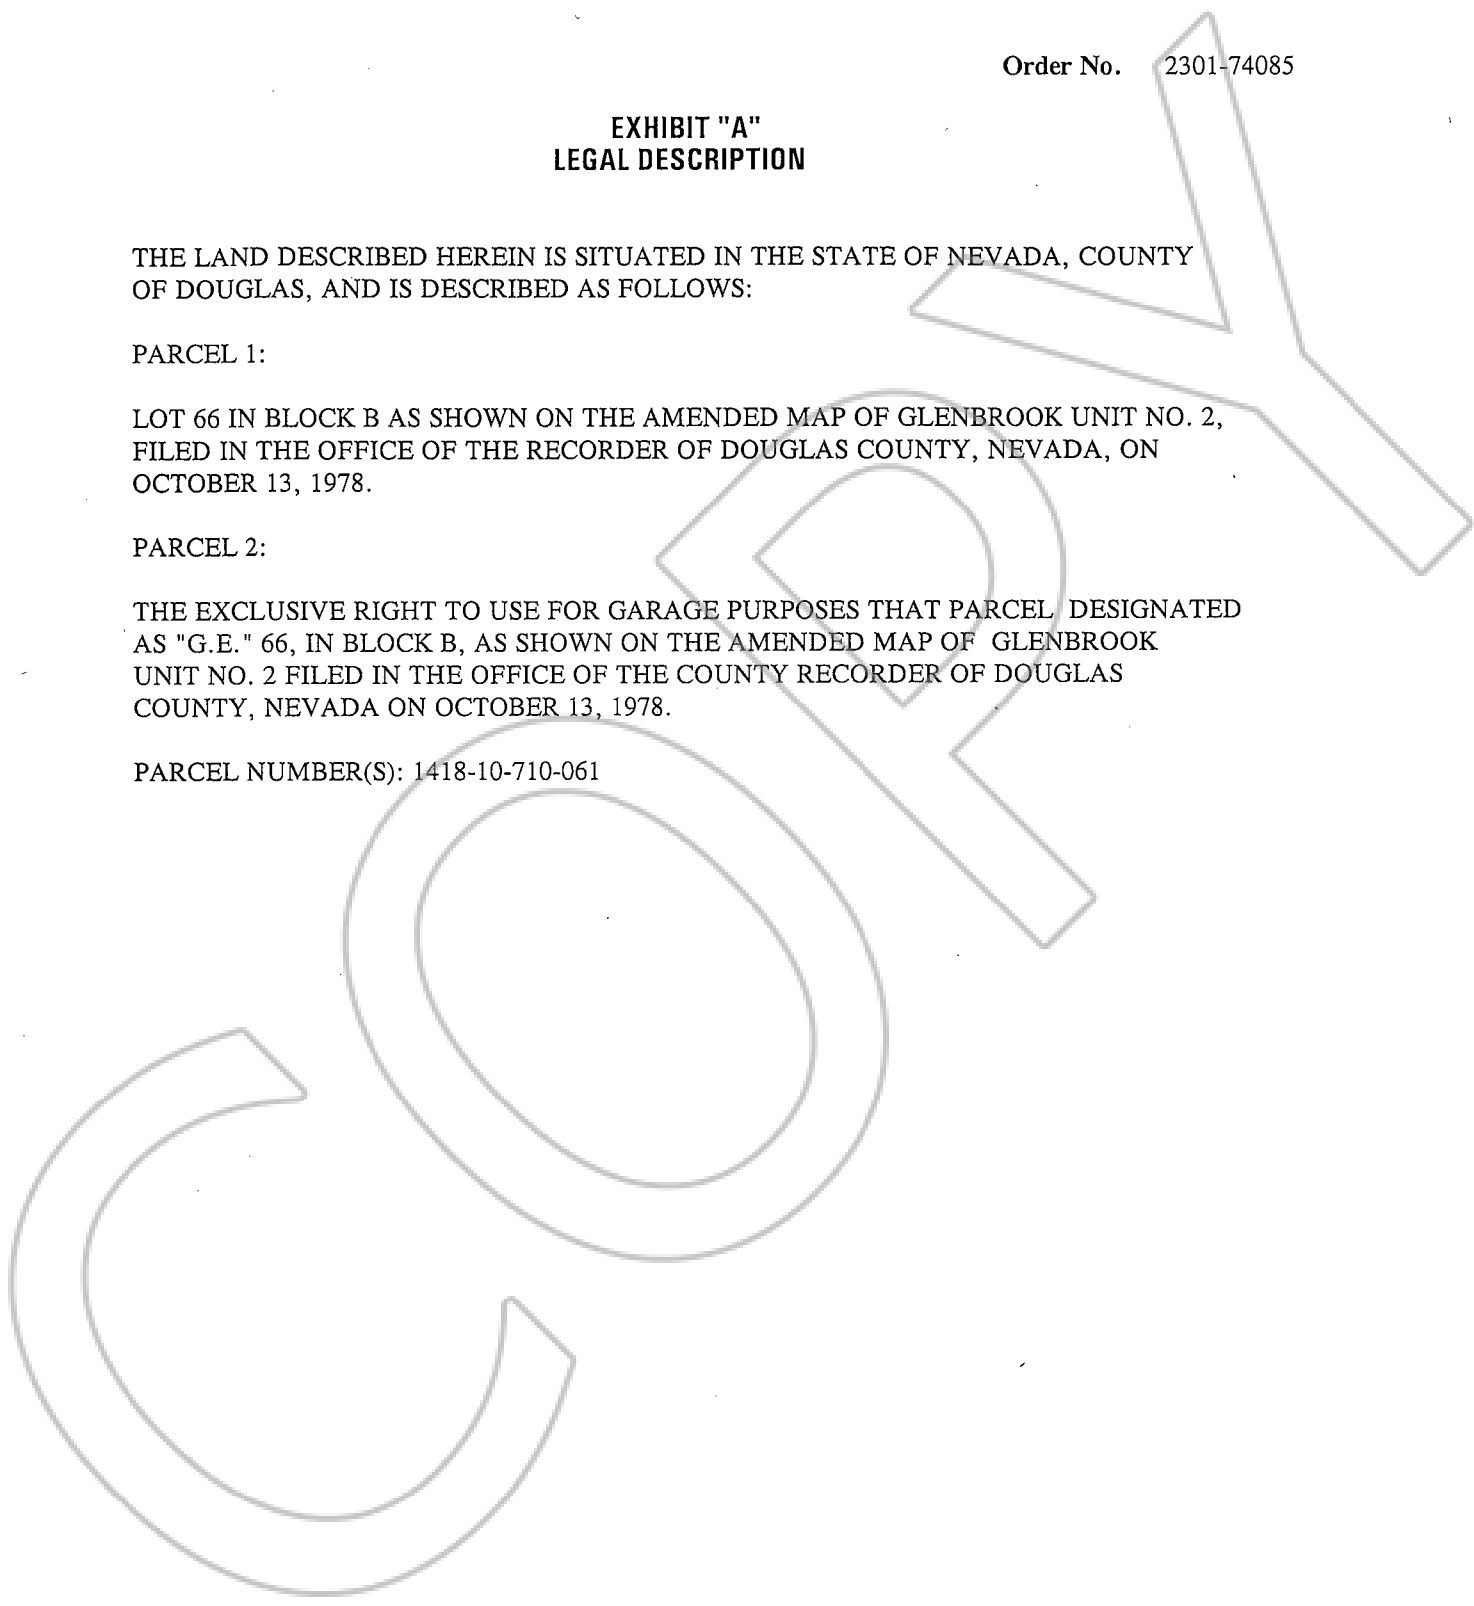 Order No. 2301-74085
EXHIBIT "A"
LEGAL DESCRIPTION
THE LAND DESCRIBED HEREIN IS SITUATED IN THE STATE OF NEVADA, COUNTY
OF DOUGLAS, AND IS DESCRIBED AS FOLLOWS:
PARCEL 1:
LOT 66 IN BLOCK B AS SHOWN ON THE AMENDED MAP OF GLENBROOK UNIT NO. 2,
FILED IN THE OFFICE OF THE RECORDER OF DOUGLAS COUNTY, NEVADA, ON
OCTOBER 13, 1978.
PARCEL 2:
THE EXCLUSIVE RIGHT TO USE FOR GARAGE PURPOSES THAT PARCEL DESIGNATED
AS "G.E." 66, IN BLOCK B, AS SHOWN ON THE AMENDED MAP OF GLENBROOK
UNIT NO. 2 FILED IN THE OFFICE OF THE COUNTY RECORDER OF DOUGLAS
COUNTY, NEVADA ON OCTOBER 13, 1978.
PARCEL NUMBER(S): 1418-10-710-061
COPY